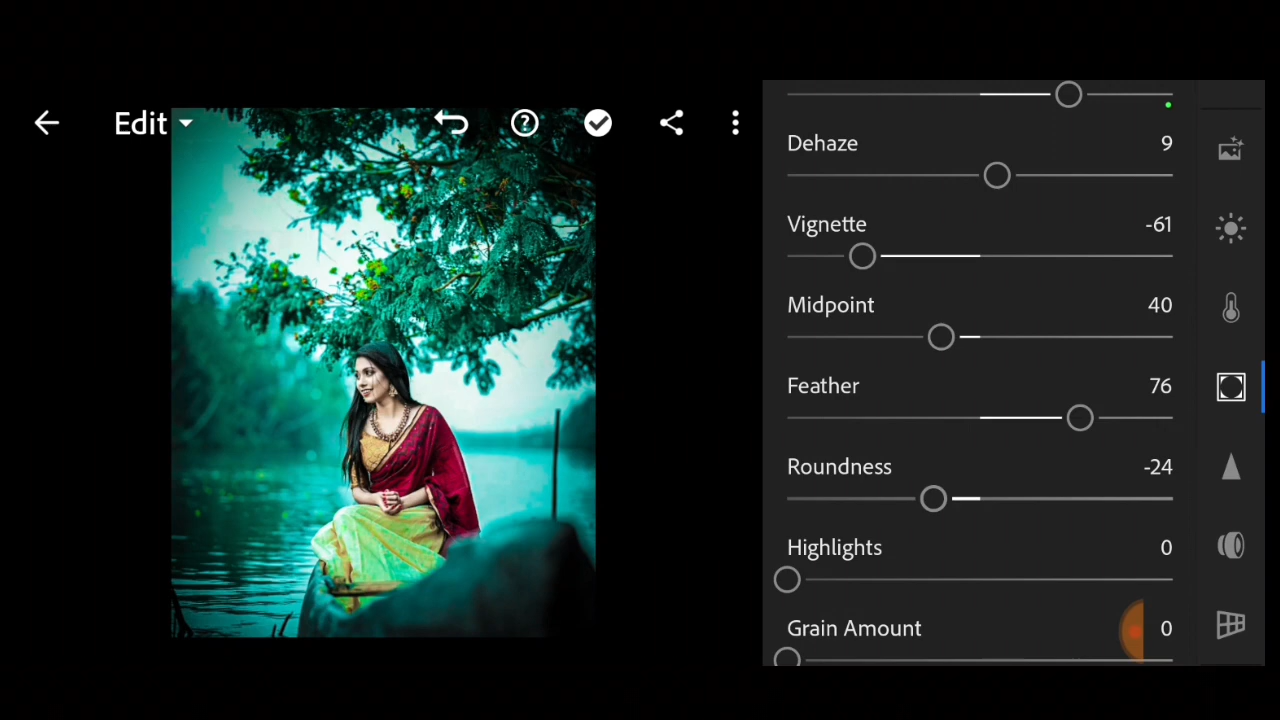 Edit
Dehaze 9
Vignette -61
Midpoint 40
Feather 76
Roundness -24
Highlights 0
Grain Amount 0